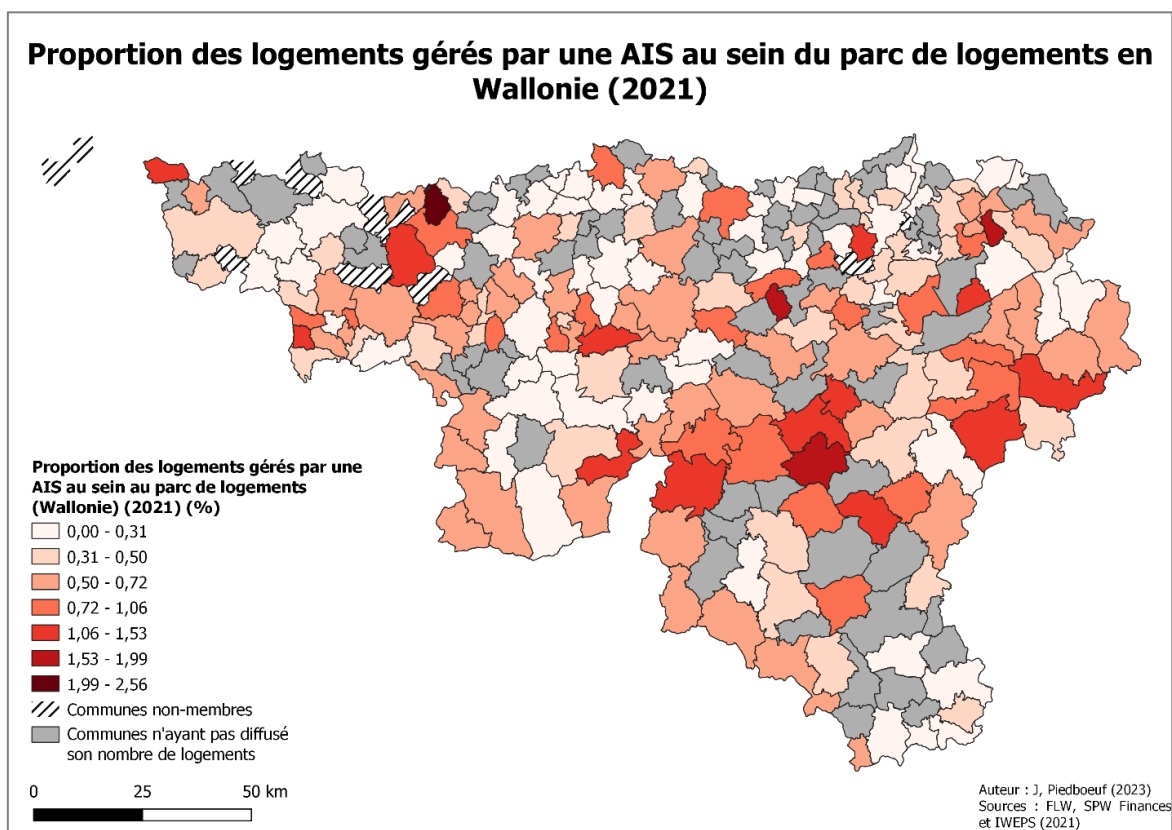 Proportion des logements gérés par une AIS au sein du parc de logements en
Wallonie (2021)
Proportion des logements gérés par une
AIS au sein au parc de logements
(Wallonie) (2021) (%)
0,00 - 0,31
0,31 - 0,50
0,50 - 0,72
0,72 - 1,06
1,06 - 1,53
1,53 - 1,99
1,99 - 2,56
Communes non-membres
Communes n'ayant pas diffusé
son nombre de logements
0 25 50 km
Auteur : J, Piedboeuf (2023)
Sources : FLW, SPW Finances
et IWEPS (2021)